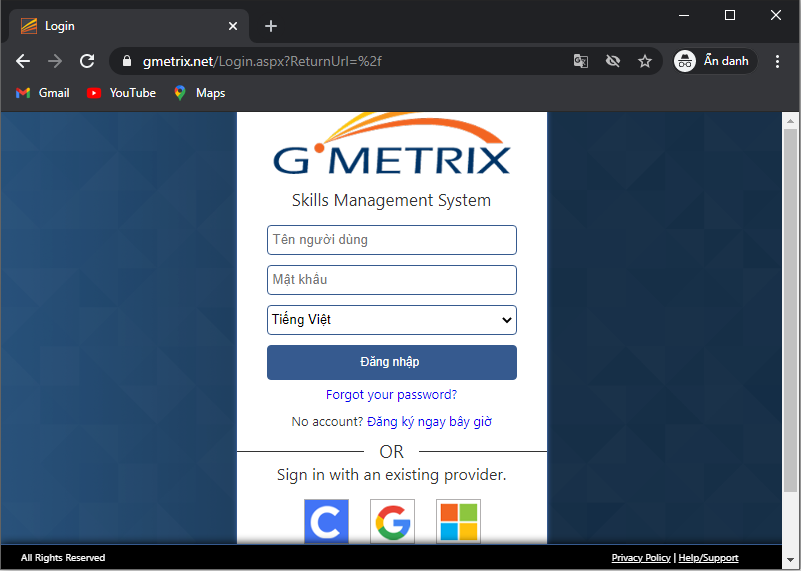 Login
gmetrix.net/Login.aspx?ReturnUrl=%2f
Ẩn danh
Gmail
YouTube
Maps
GMETRIX
Skills Management System
Tên người dùng
Mật khẩu
Tiếng Việt
Đăng nhập
Forgot your password?
No account? Đăng ký ngay bây giờ
OR
Sign in with an existing provider.
C
G
All Rights Reserved
Privacy Policy | Help/Support